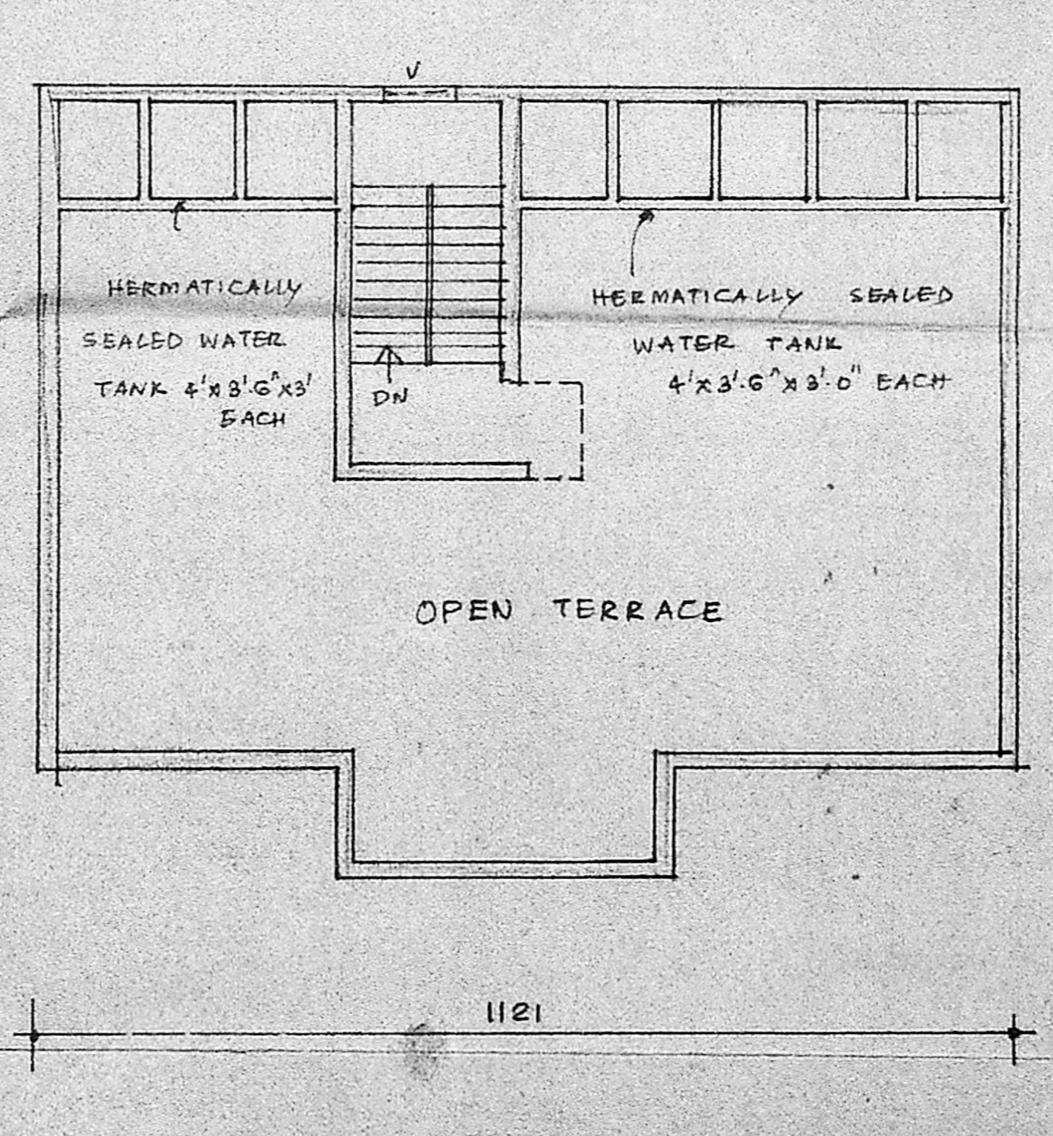 V
HERMATICALLY
SEALED WATER
TANK 4'x3'.6"x3'
EACH
HERMATICALLY SEALED
WATER TANK
4'x3'.6"x3'.0" EACH
DN
OPEN TERRACE
1121